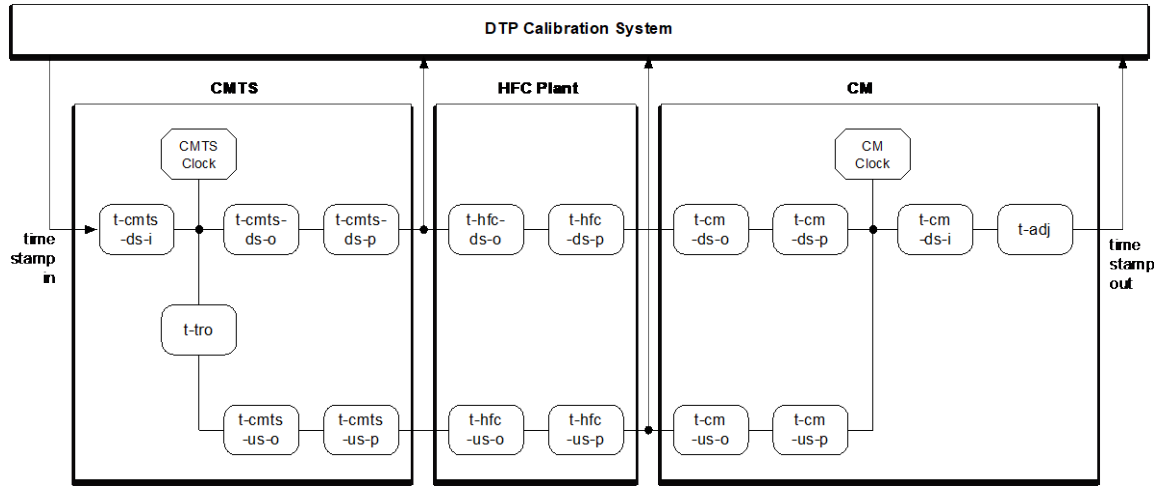 DTP Calibration System
CMTS
HFC Plant
CM
CMTS
Clock
CM
Clock
t-cmts
-ds-i
t-cmts-
ds-o
t-cmts-
ds-p
t-hfc-
ds-o
t-hfc
-ds-p
t-cm
-ds-o
t-cm
-ds-p
t-cm
-ds-i
t-adj
time
stamp
in
time
stamp
out
t-tro
t-cmts
-us-o
t-cmts
-us-p
t-hfc
-us-o
t-hfc
-us-p
t-cm
-us-o
t-cm
-us-p